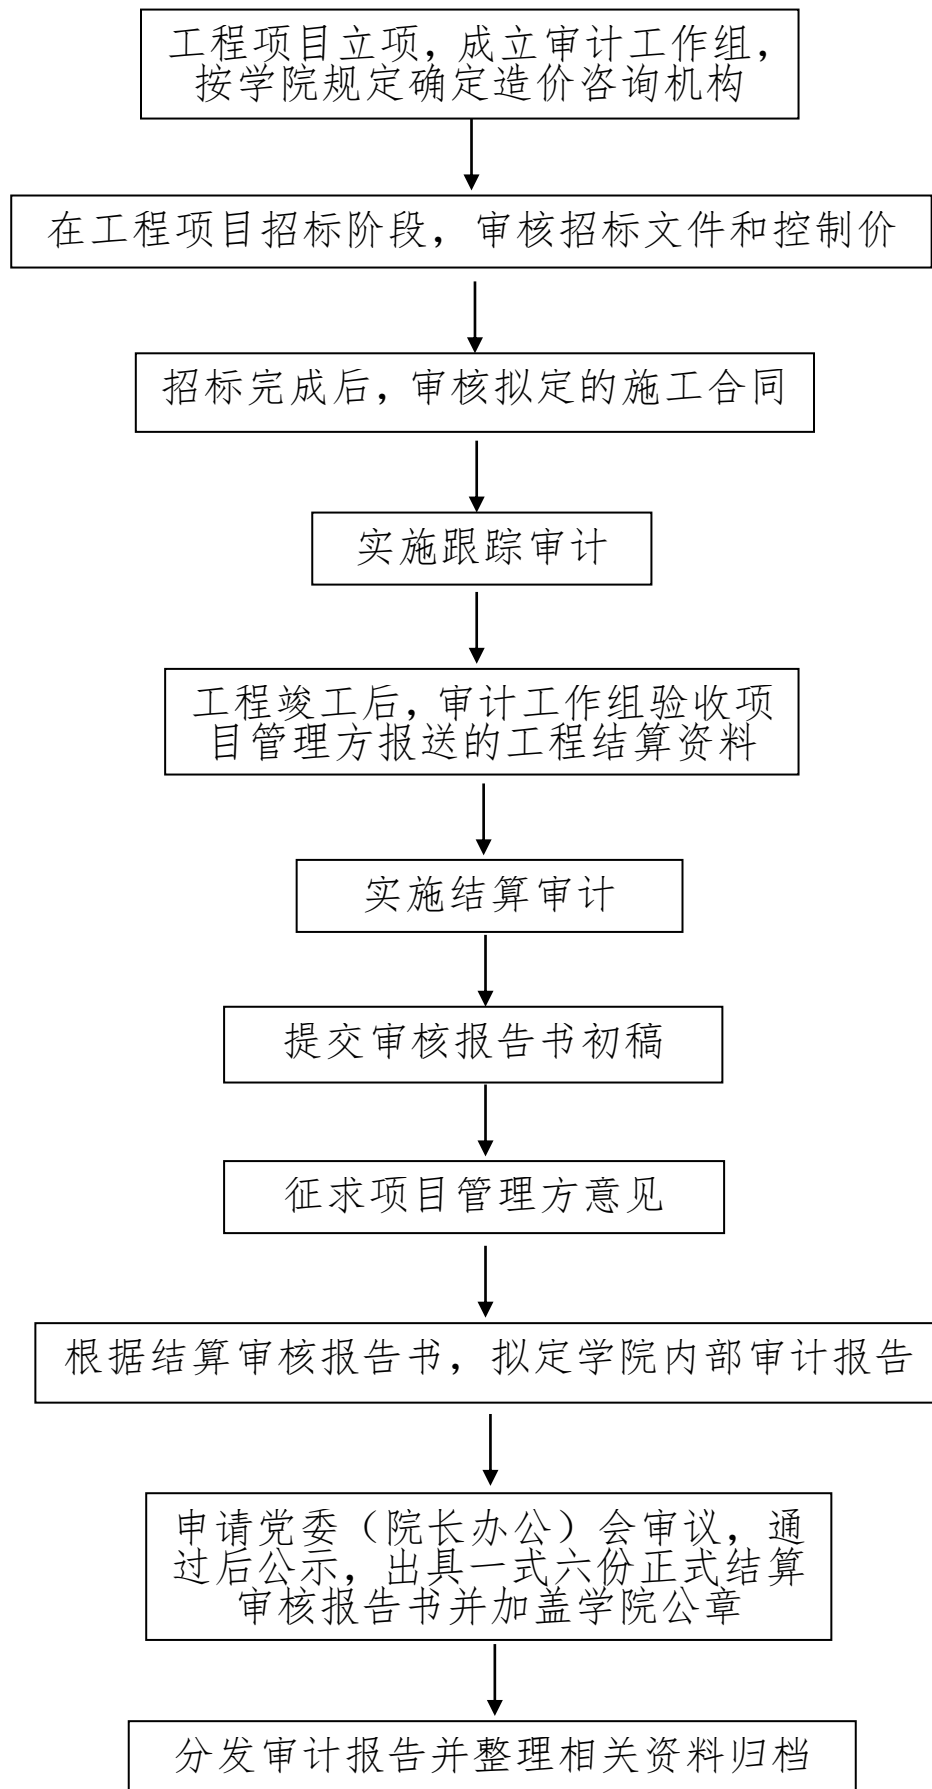 工程项目立项，成立审计工作组，
按学院规定确定造价咨询机构
在工程项目招标阶段，审核招标文件和控制价
招标完成后，审核拟定的施工合同
实施跟踪审计
工程竣工后，审计工作组验收项
目管理方报送的工程结算资料
实施结算审计
提交审核报告书初稿
征求项目管理方意见
根据结算审核报告书，拟定学院内部审计报告
申请党委（院长办公）会审议，通
过后公示，出具一式六份正式结算
审核报告书并加盖学院公章
分发审计报告并整理相关资料归档